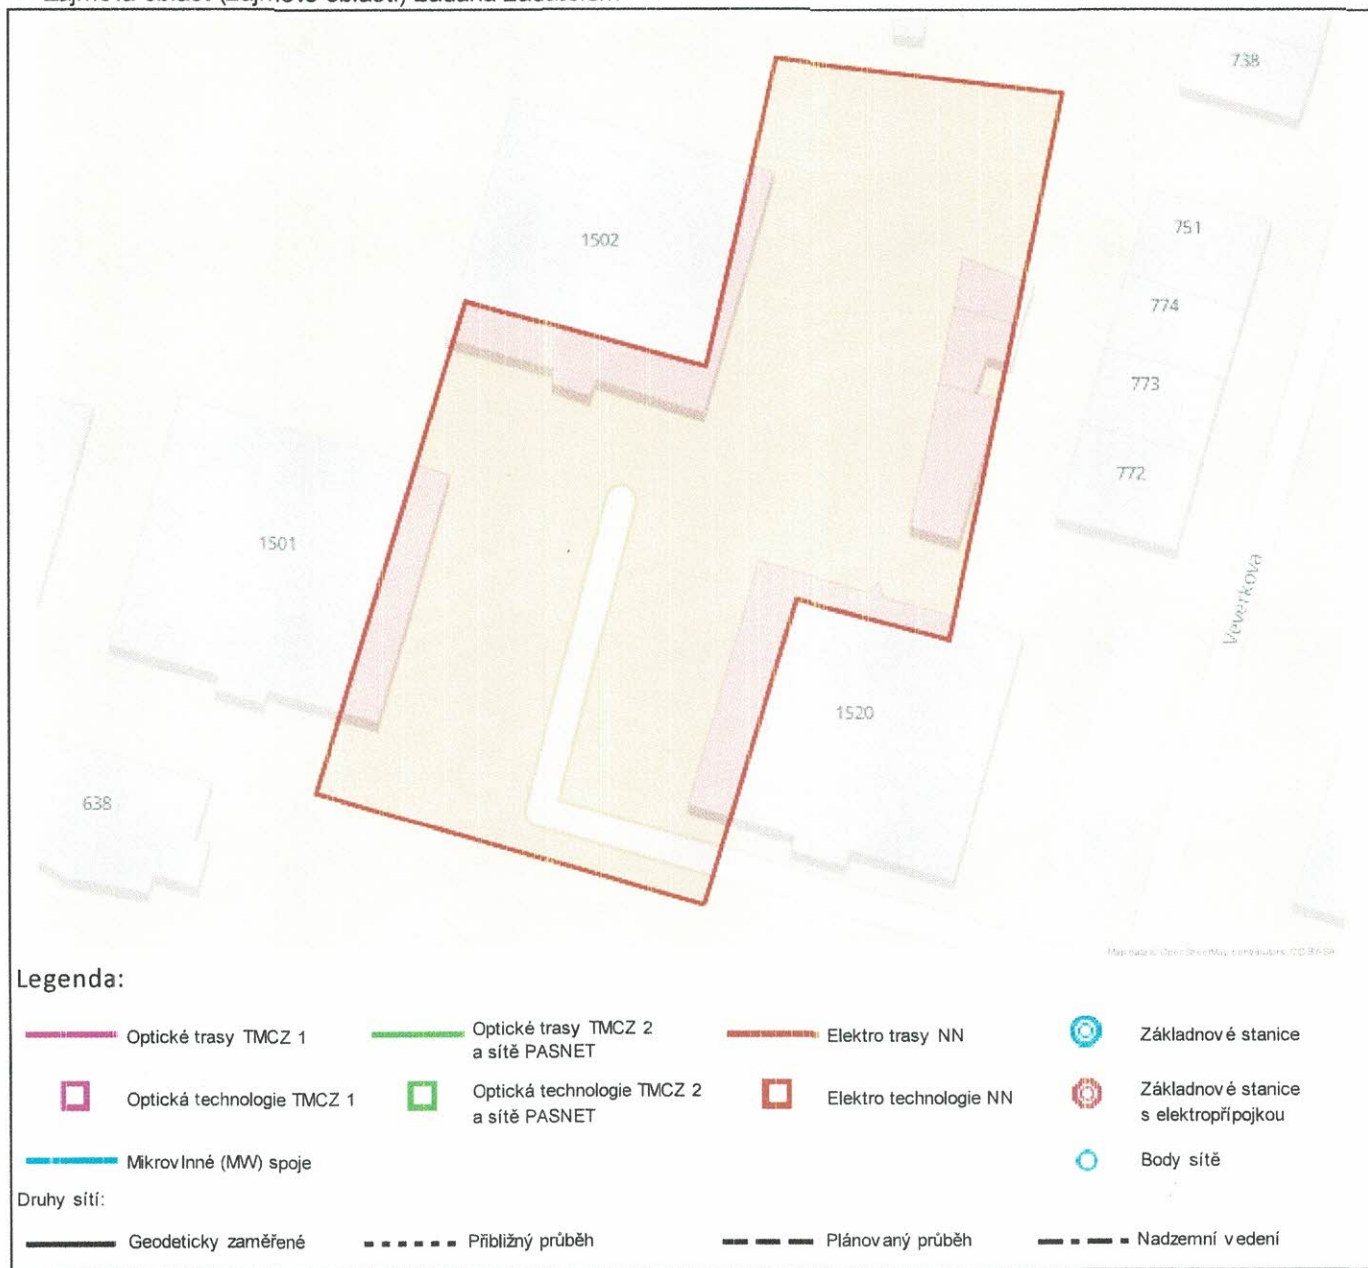 738
1502
751
774
773
772
1501
Veverkova
1520
638
Legenda:
Optické trasy TMCZ 1
Optické trasy TMCZ 2
a sítě PASNET
Elektro trasy NN
Základnové stanice
Optická technologie TMCZ 1
Optická technologie TMCZ 2
a sítě PASNET
Elektro technologie NN
Základnové stanice
s elektropřípojkou
Mikrovlnné (MW) spoje
Body sítě
Druhy sítí:
Geodeticky zaměřené
Přibližný průběh
Plánovaný průběh
Nadzemní vedení